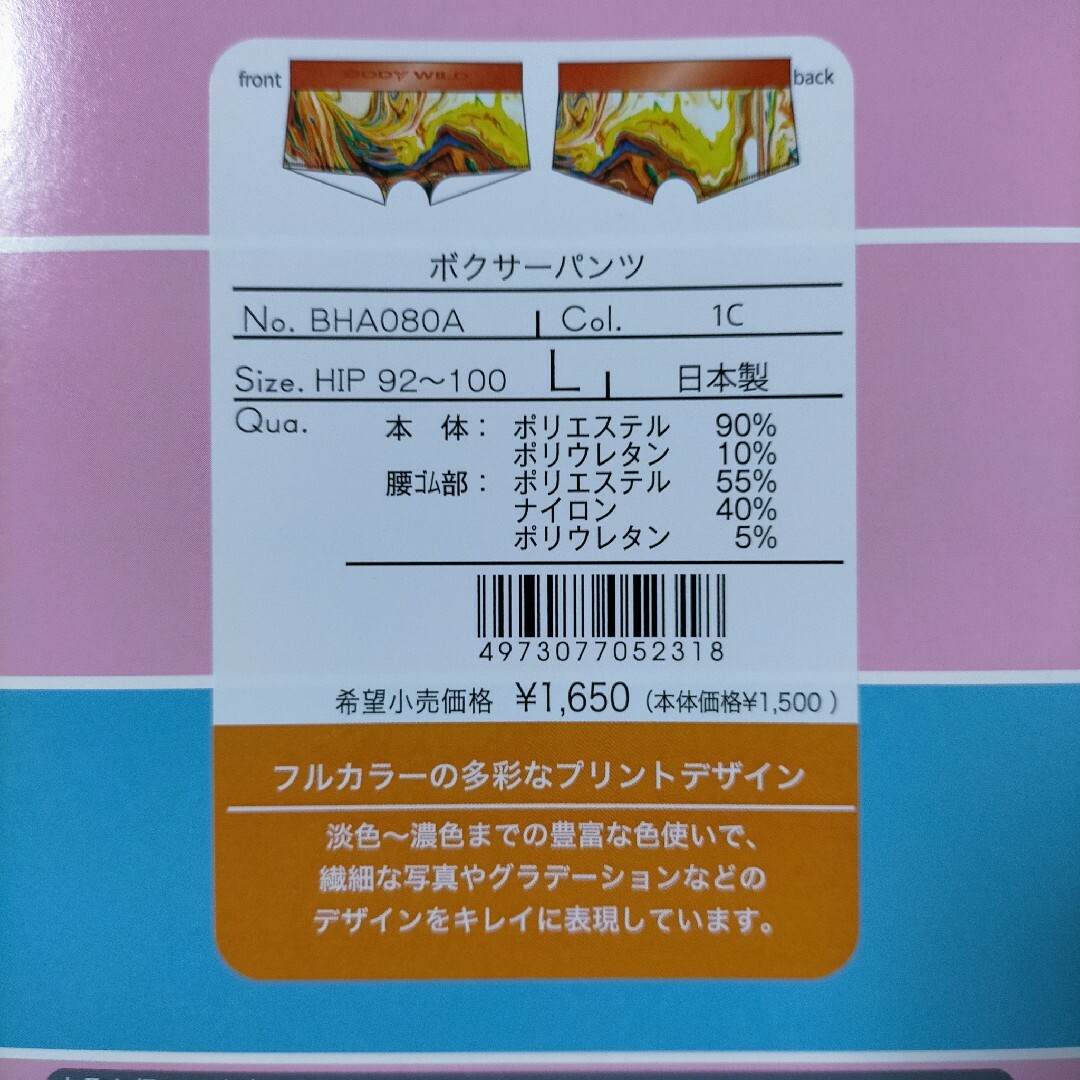 front
BODY WILD
back
ボクサーパンツ
No. BHA080A
Col. 1C
Size. HIP 92～100 L 日本製
Qua. 本 体： ポリエステル 90%
ポリウレタン 10%
腰ゴム部： ポリエステル 55%
ナイロン 40%
ポリウレタン 5%
4973077052318
希望小売価格 ¥1,650（本体価格¥1,500）
フルカラーの多彩なプリントデザイン
淡色～濃色までの豊富な色使いで、
繊細な写真やグラデーションなどの
デザインをキレイに表現しています。